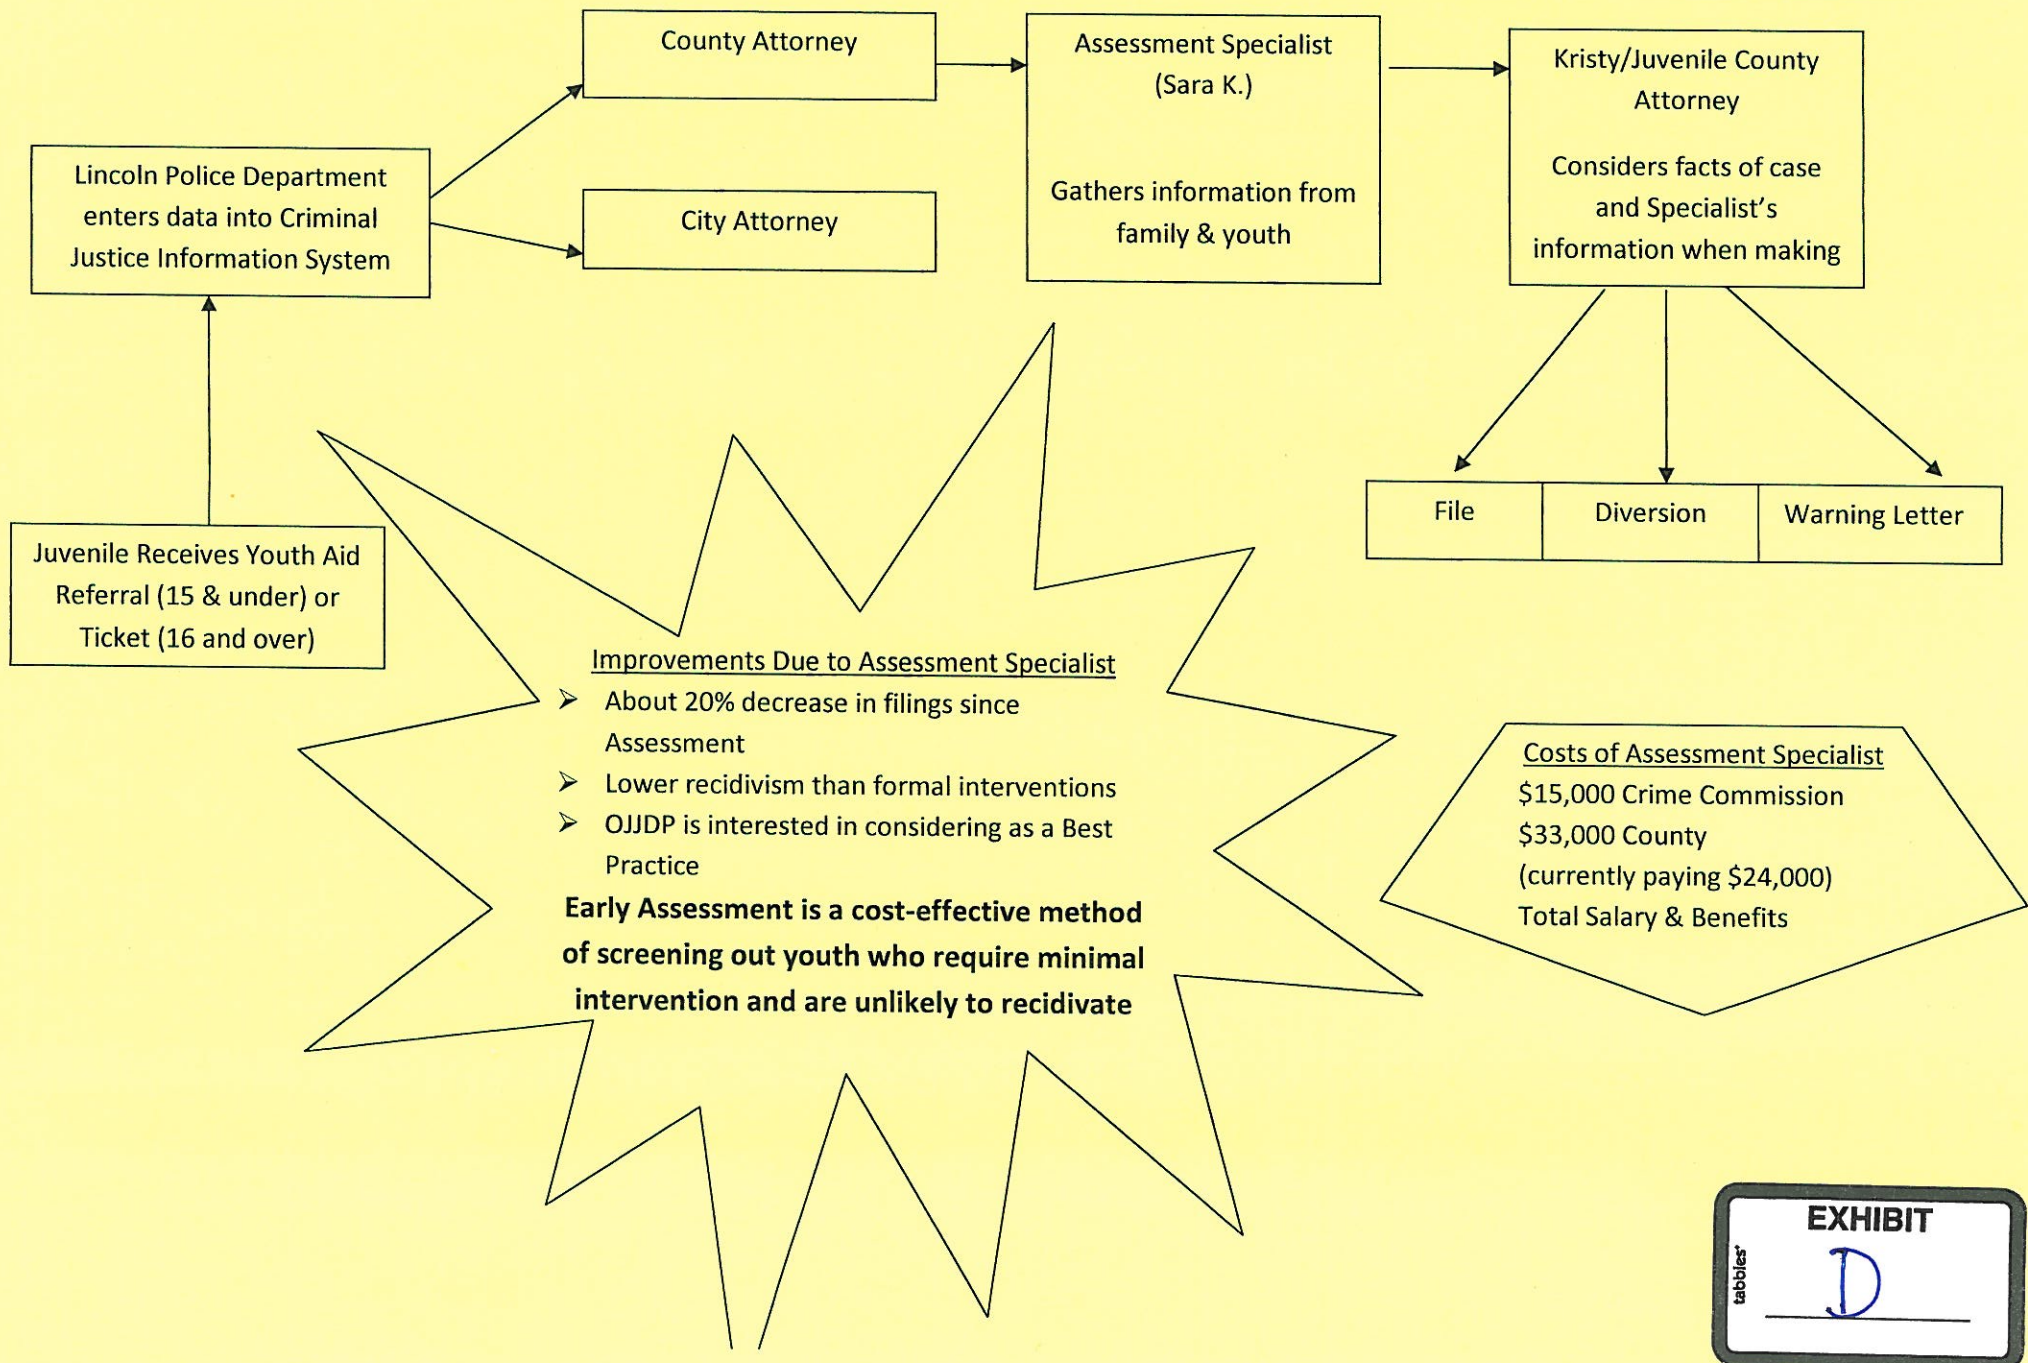 County Attorney
Assessment Specialist
(Sara K.)
Gathers information from
family & youth
Kristy/Juvenile County
Attorney
Considers facts of case
and Specialist's
information when making
Lincoln Police Department
enters data into Criminal
Justice Information System
City Attorney
File
Diversion
Warning Letter
Juvenile Receives Youth Aid
Referral (15 & under) or
Ticket (16 and over)
Improvements Due to Assessment Specialist
➢ About 20% decrease in filings since
Assessment
➢ Lower recidivism than formal interventions
➢ OJJDP is interested in considering as a Best
Practice
Early Assessment is a cost-effective method
of screening out youth who require minimal
intervention and are unlikely to recidivate
Costs of Assessment Specialist
$15,000 Crime Commission
$33,000 County
(currently paying $24,000)
Total Salary & Benefits
EXHIBIT
tabbies®
D